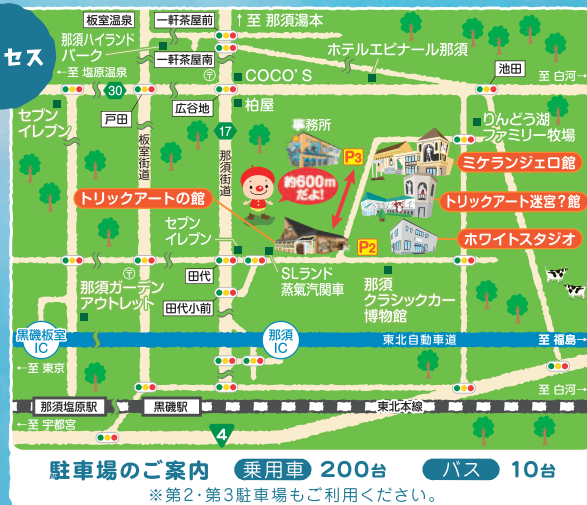 セス
板室温泉
一軒茶屋前
↑至 那須湯本
那須ハイランド
パーク
一軒茶屋南
ホテルエピナール那須
←至 塩原温泉
〒
COCO'S
池田
至 白河→
30
広谷地
柏屋
セブン
イレブン
戸田
17
事務所
りんどう湖
ファミリー牧場
板室街道
那須街道
P3
ミケランジェロ館
約600m
だよ!
トリックアートの館
トリックアート迷宮?館
セブン
イレブン
P2
ホワイトスタジオ
〒
田代
SLランド
蒸氣汽関車
那須ガーデン
アウトレット
那須
クラシックカー
博物館
田代小前
黒磯板室
IC
那須
IC
東北自動車道
至 福島→
←至 東京
至 白河→
那須塩原駅
黒磯駅
東北本線
←至 宇都宮
4
駐車場のご案内 乗用車 200台 バス 10台
※第2・第3駐車場もご利用ください。